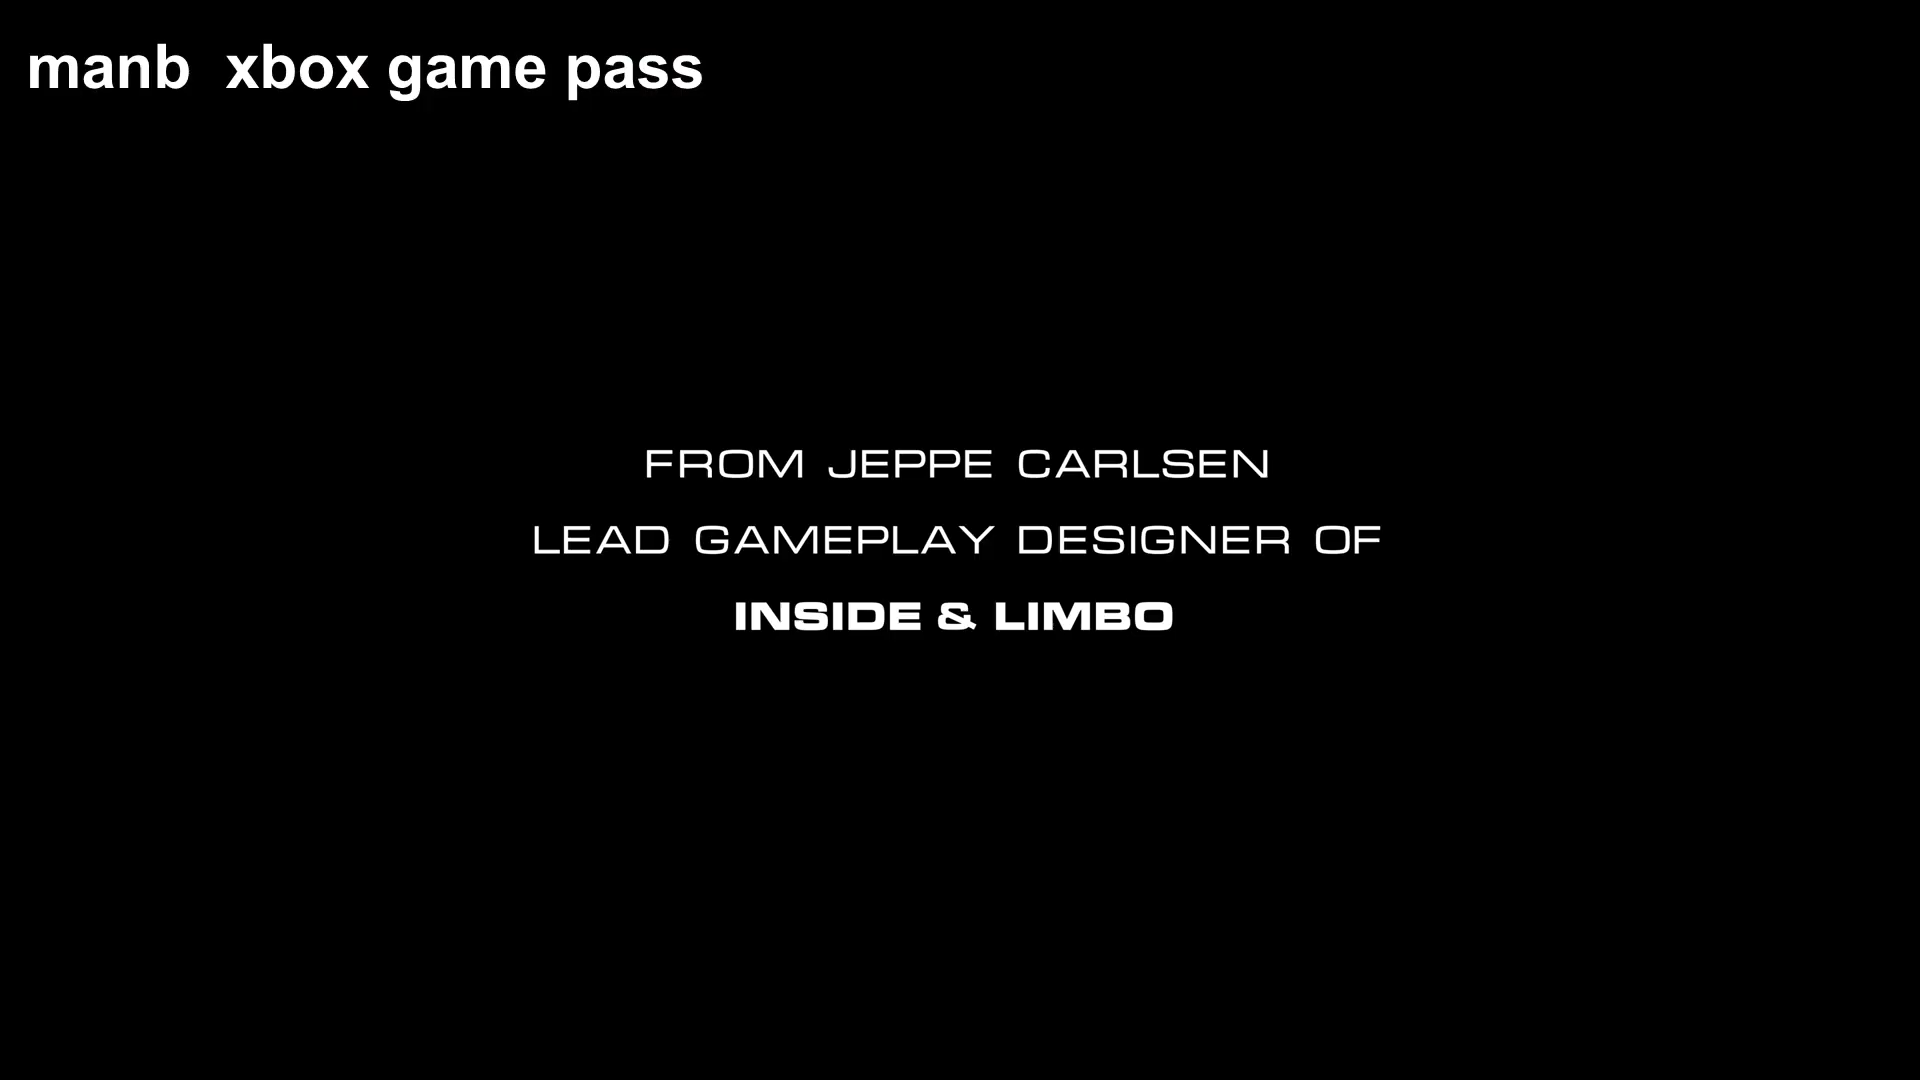 manb  xbox game pass
FROM JEPPE CARLSEN
LEAD GAMEPLAY DESIGNER OF
INSIDE & LIMBO